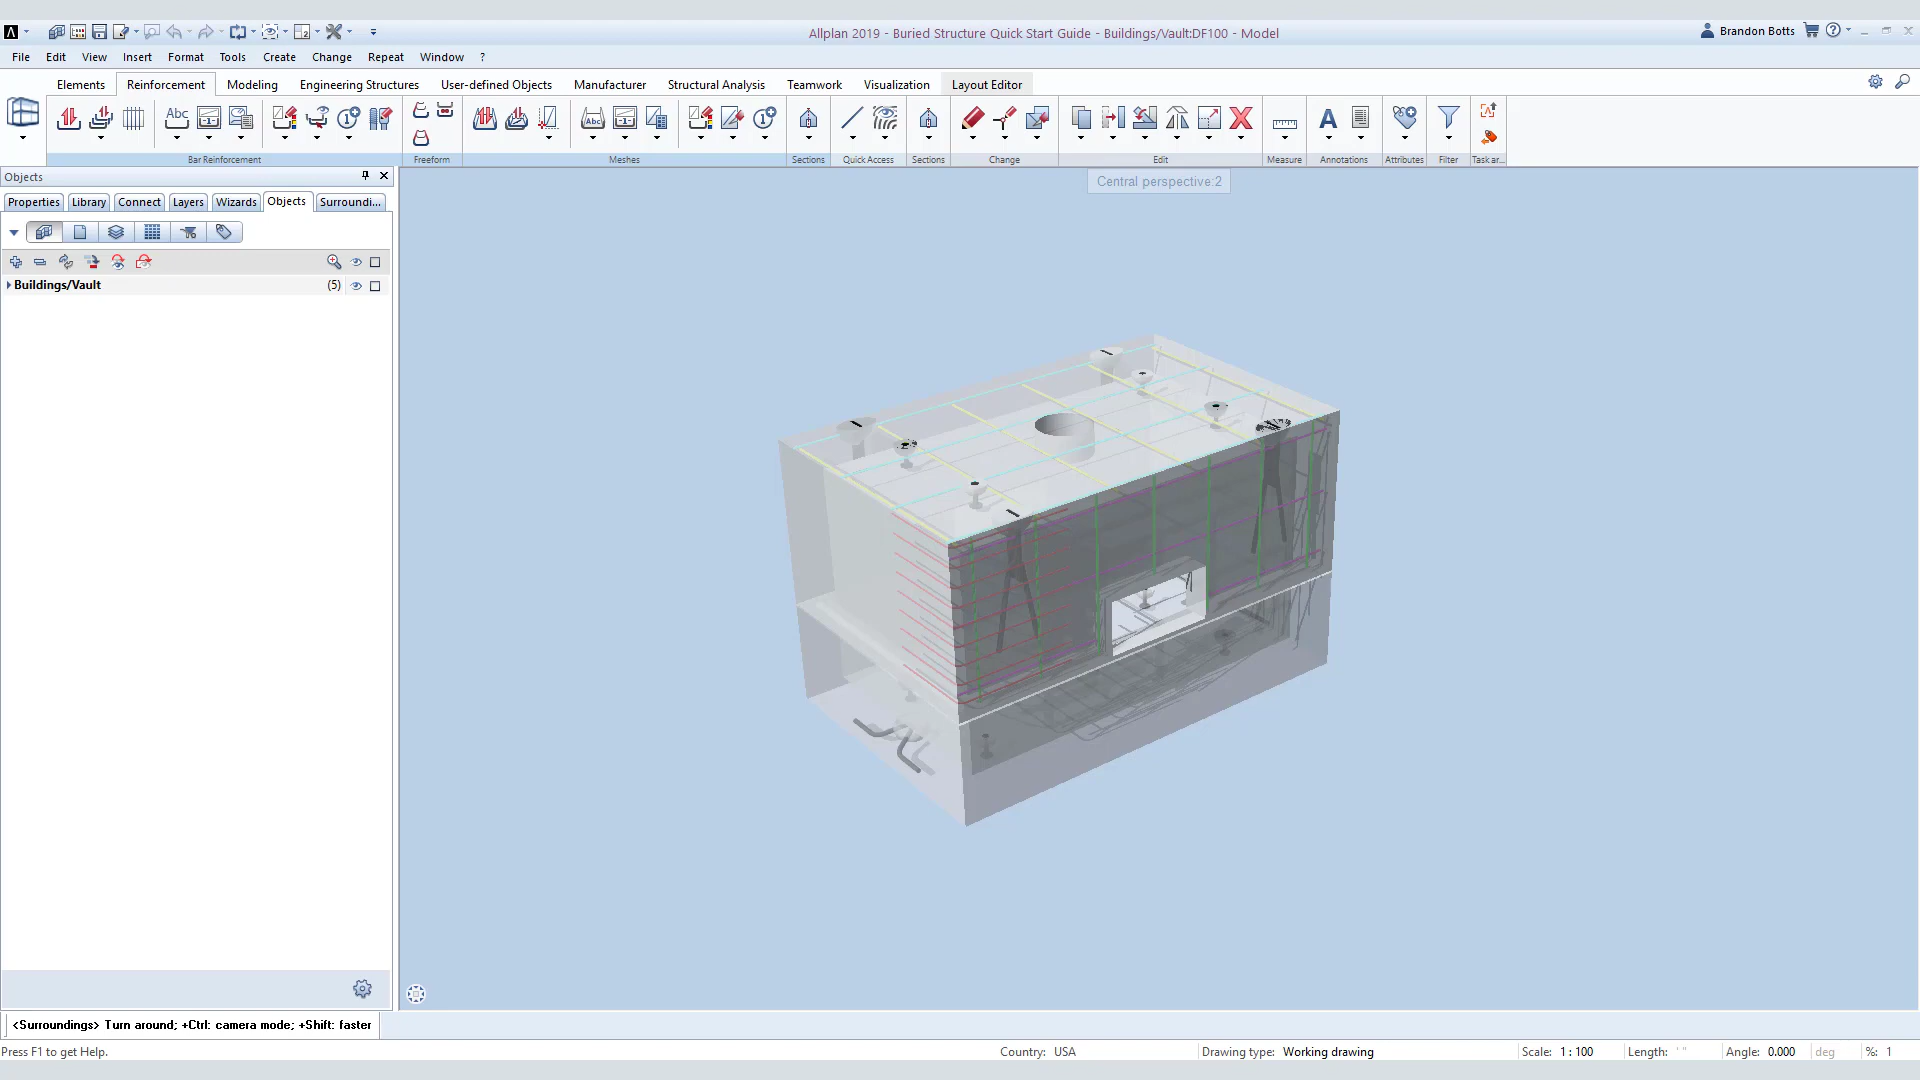 Allplan 2019 - Buried Structure Quick Start Guide - Buildings/Vault:DF100 - Model
Brandon Botts
File Edit View Insert Format Tools Create Change Repeat Window ?
Elements Reinforcement Modeling Engineering Structures User-defined Objects Manufacturer Structural Analysis Teamwork Visualization Layout Editor
Abc
Abc
A
Bar Reinforcement Freeform Meshes Sections Quick Access Sections Change Edit Measure Annotations Attributes Filter Task ar...
Objects
Central perspective:2
Properties Library Connect Layers Wizards Objects Surroundi...
Buildings/Vault (5)
<Surroundings> Turn around; +Ctrl: camera mode; +Shift: faster
Press F1 to get Help. Country: USA Drawing type: Working drawing Scale: 1 : 100 Length: ' " Angle: 0.000 deg %: 1